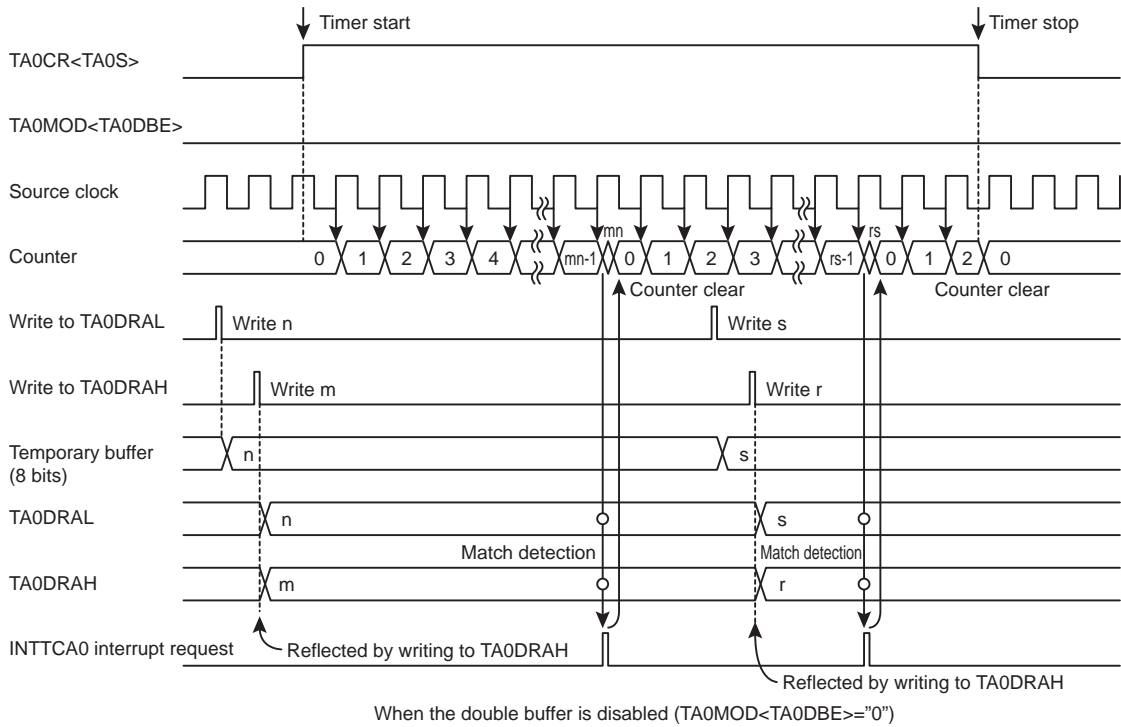 Timer start
Timer stop
TA0CR<TA0S>
TA0MOD<TA0DBE>
Source clock
mn
rs
Counter
0 1 2 3 4 mn-1 0 1 2 3 rs-1 0 1 2 0
Counter clear
Counter clear
Write to TA0DRAL
Write n
Write s
Write to TA0DRAH
Write m
Write r
Temporary buffer
(8 bits)
n
s
TA0DRAL
n
s
Match detection
Match detection
TA0DRAH
m
r
INTTCA0 interrupt request
Reflected by writing to TA0DRAH
Reflected by writing to TA0DRAH
When the double buffer is disabled (TA0MOD<TA0DBE>=”0”)